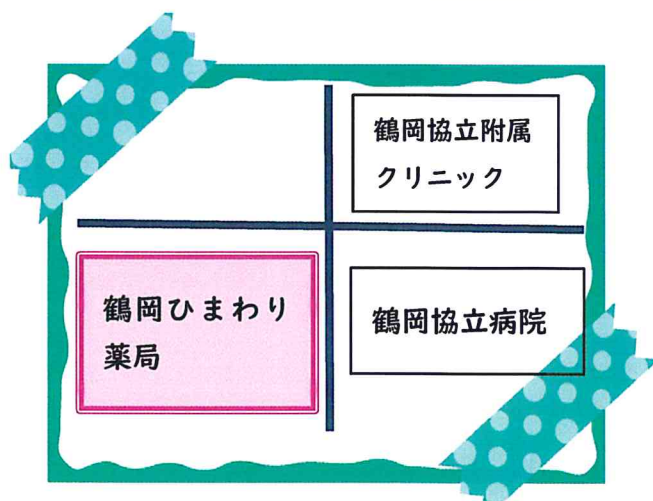 鶴岡協立附属
クリニック
鶴岡ひまわり
薬局
鶴岡協立病院